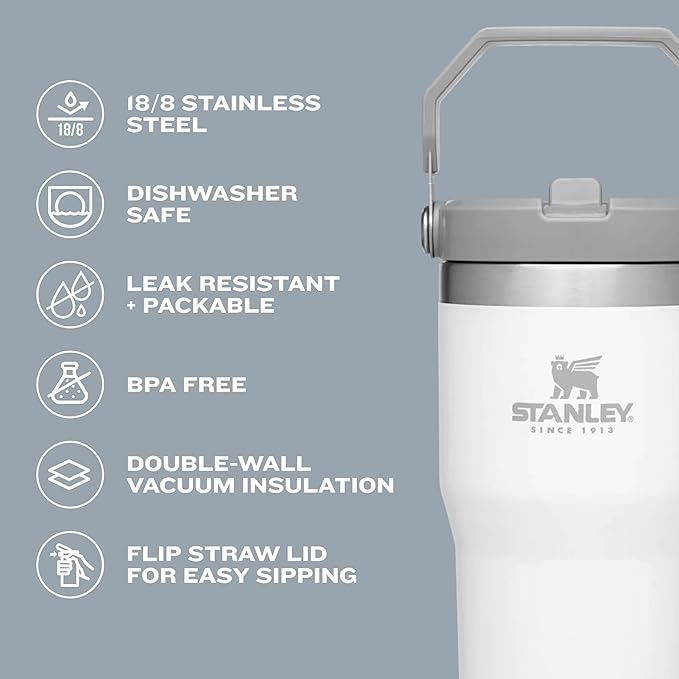 18/8
18/8 STAINLESS
STEEL
DISHWASHER
SAFE
LEAK RESISTANT
+ PACKABLE
BPA FREE
DOUBLE-WALL
VACUUM INSULATION
FLIP STRAW LID
FOR EASY SIPPING
STANLEY®
SINCE 1913